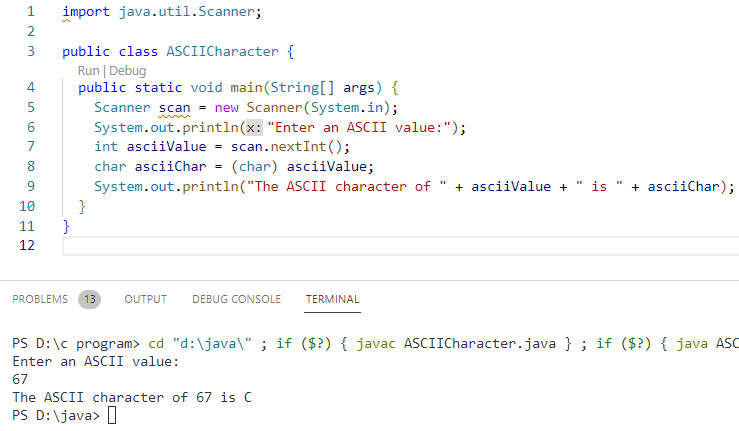 1 import java.util.Scanner;
2
3 public class ASCIICharacter {
Run | Debug
4 public static void main(String[] args) {
5 Scanner scan = new Scanner(System.in);
6 System.out.println(x: "Enter an ASCII value:");
7 int asciiValue = scan.nextInt();
8 char asciiChar = (char) asciiValue;
9 System.out.println("The ASCII character of " + asciiValue + " is " + asciiChar);
10 }
11 }
12
PROBLEMS 13 OUTPUT DEBUG CONSOLE TERMINAL
PS D:\c program> cd "d:\java\" ; if ($?) { javac ASCIICharacter.java } ; if ($?) { java ASC
Enter an ASCII value:
67
The ASCII character of 67 is C
PS D:\java>